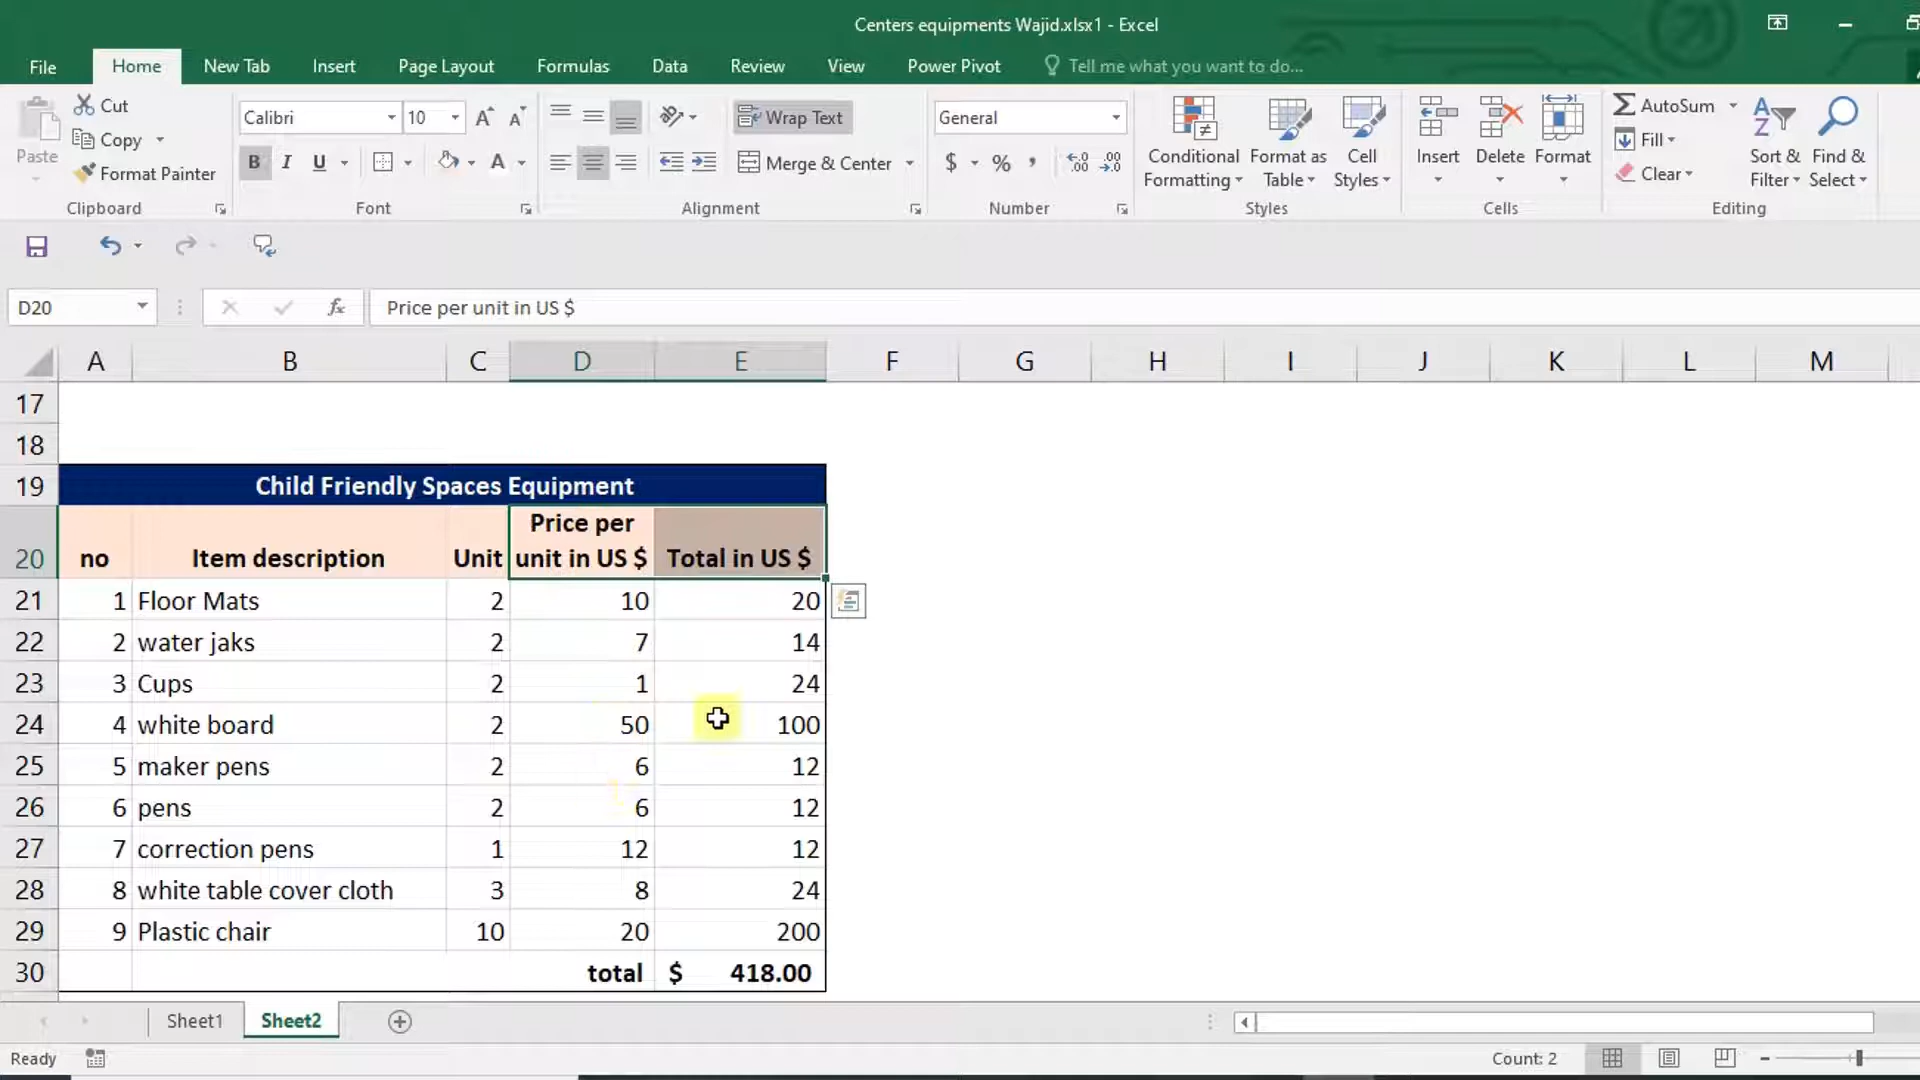 Centers equipments Wajid.xlsx1 - Excel
File Home New Tab Insert Page Layout Formulas Data Review View Power Pivot Tell me what you want to do...
Paste
Cut
Copy
Format Painter
Clipboard
Calibri 10
B I U
Font
Wrap Text
Merge & Center
Alignment
General
$ % ,
Number
Conditional Formatting
Format as Table
Cell Styles
Styles
Insert Delete Format
Cells
AutoSum
Fill
Clear
Sort & Filter
Find & Select
Editing
D20 fx Price per unit in US $
A B C D E F G H I J K L M
17
18
19 Child Friendly Spaces Equipment
20 no Item description Unit Price per unit in US $ Total in US $
21 1 Floor Mats 2 10 20
22 2 water jaks 2 7 14
23 3 Cups 2 1 24
24 4 white board 2 50 100
25 5 maker pens 2 6 12
26 6 pens 2 6 12
27 7 correction pens 1 12 12
28 8 white table cover cloth 3 8 24
29 9 Plastic chair 10 20 200
30 total $ 418.00
Sheet1 Sheet2
Ready Count: 2